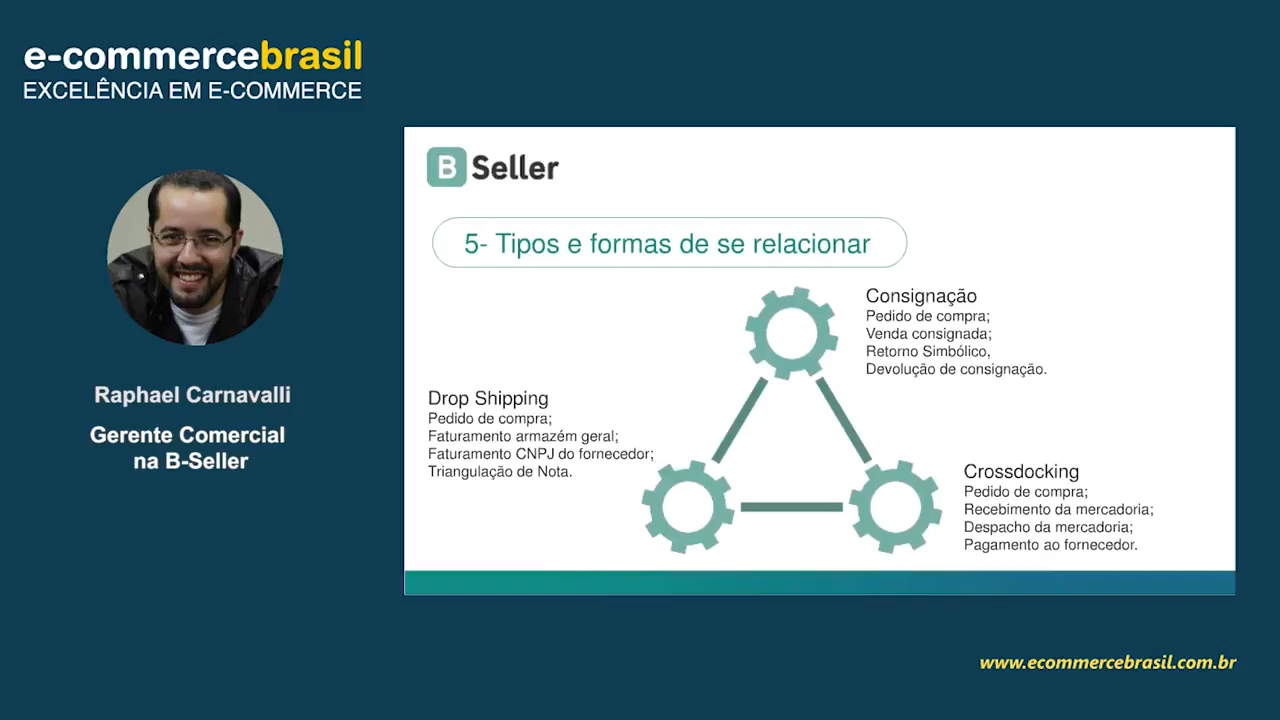 e-commercebrasil
EXCELÊNCIA EM E-COMMERCE
Raphael Carnavalli
Gerente Comercial
na B-Seller
B Seller
5- Tipos e formas de se relacionar
Consignação
Pedido de compra;
Venda consignada;
Retorno Simbólico,
Devolução de consignação.
Drop Shipping
Pedido de compra;
Faturamento armazém geral;
Faturamento CNPJ do fornecedor;
Triangulação de Nota.
Crossdocking
Pedido de compra;
Recebimento da mercadoria;
Despacho da mercadoria;
Pagamento ao fornecedor.
www.ecommercebrasil.com.br